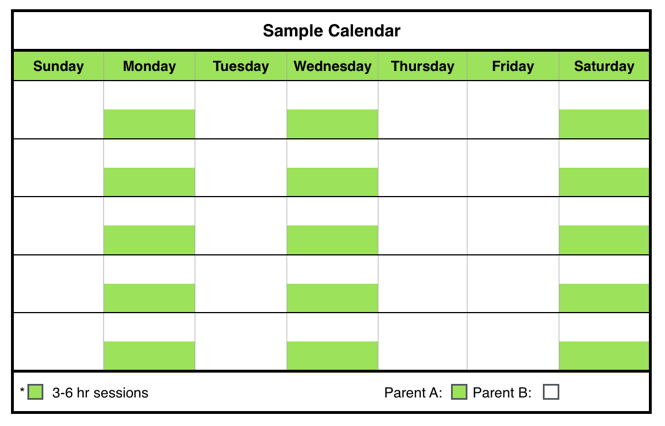 Sample Calendar
Sunday Monday Tuesday Wednesday Thursday Friday Saturday
* 3-6 hr sessions Parent A: Parent B: